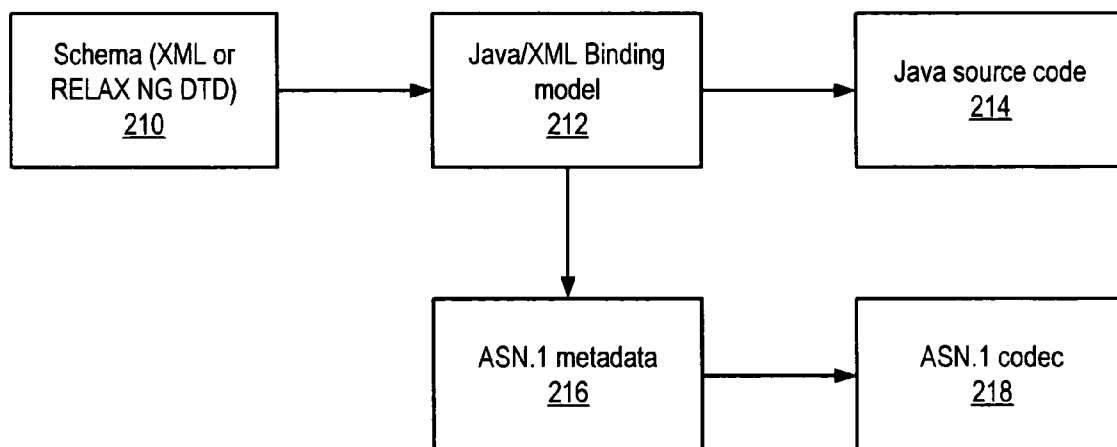 Schema (XML or
RELAX NG DTD)
210
Java/XML Binding
model
212
Java source code
214
ASN.1 metadata
216
ASN.1 codec
218